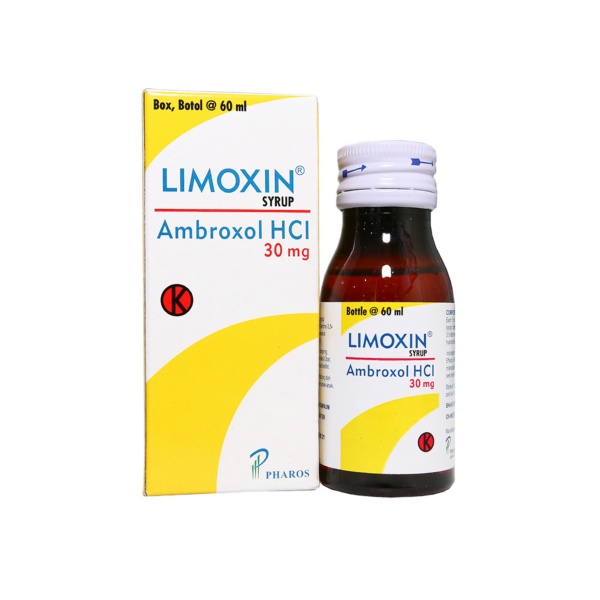 Box, Botol @ 60 ml
LIMOXIN®
SYRUP
Ambroxol HCl
30 mg
K
PHAROS
Bottle @ 60 ml
LIMOXIN®
SYRUP
Ambroxol HCl
30 mg
K